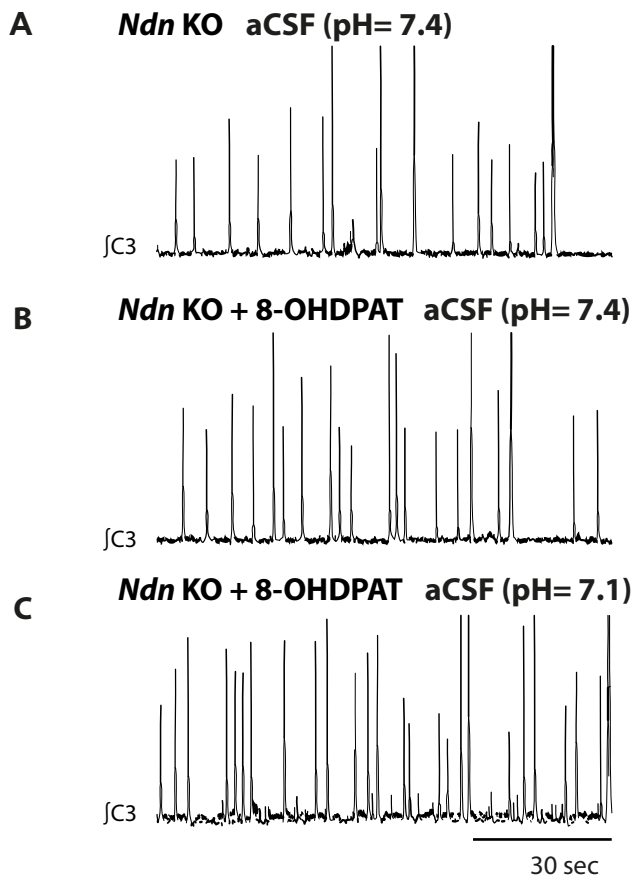 A Ndn KO aCSF (pH= 7.4)
∫C3
B Ndn KO + 8-OHDPAT aCSF (pH= 7.4)
∫C3
C Ndn KO + 8-OHDPAT aCSF (pH= 7.1)
∫C3
30 sec